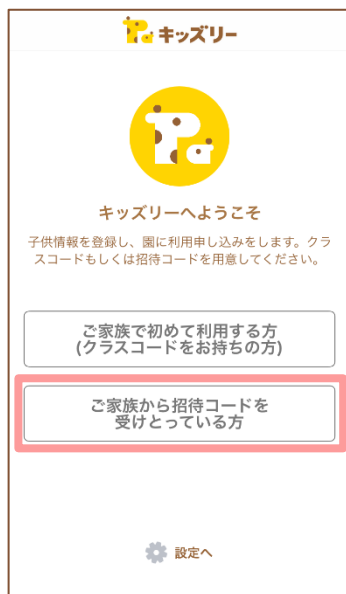 キッズリー
キッズリーへようこそ
子供情報を登録し、園に利用申し込みをします。クラ
スコードもしくは招待コードを用意してください。
ご家族で初めて利用する方
(クラスコードをお持ちの方)
ご家族から招待コードを
受けとっている方
設定へ